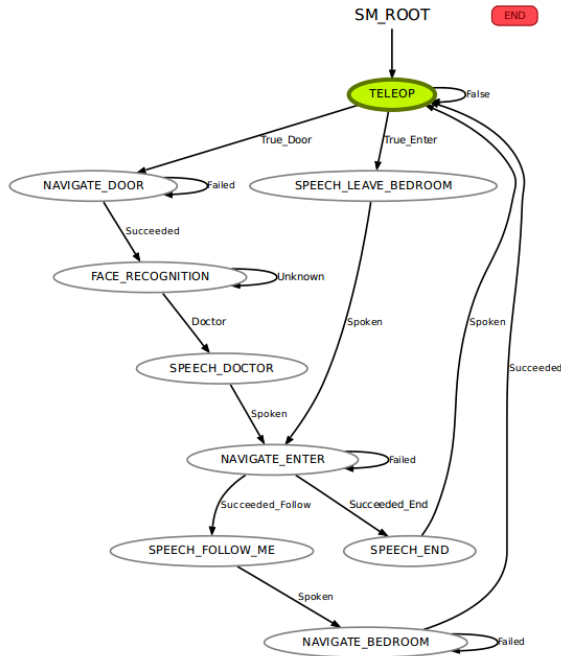 SM_ROOT
END
TELEOP
False
True_Door
True_Enter
NAVIGATE_DOOR
Failed
SPEECH_LEAVE_BEDROOM
Succeeded
FACE_RECOGNITION
Unknown
Doctor
Spoken
Spoken
SPEECH_DOCTOR
Succeeded
Spoken
NAVIGATE_ENTER
Failed
Succeeded_Follow
Succeeded_End
SPEECH_FOLLOW_ME
SPEECH_END
Spoken
NAVIGATE_BEDROOM
Failed